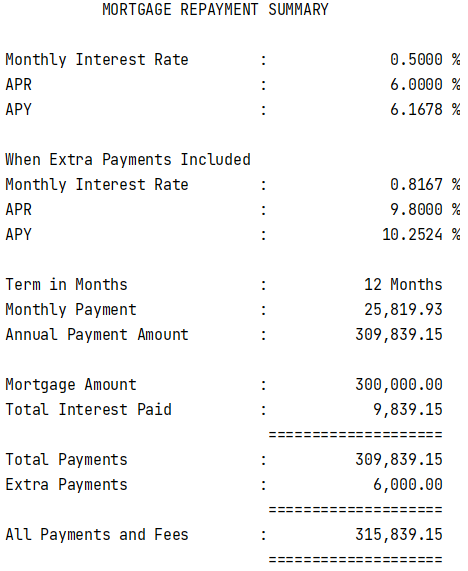 MORTGAGE REPAYMENT SUMMARY
Monthly Interest Rate : 0.5000 %
APR : 6.0000 %
APY : 6.1678 %
When Extra Payments Included
Monthly Interest Rate : 0.8167 %
APR : 9.8000 %
APY : 10.2524 %
Term in Months : 12 Months
Monthly Payment : 25,819.93
Annual Payment Amount : 309,839.15
Mortgage Amount : 300,000.00
Total Interest Paid : 9,839.15
====================
Total Payments : 309,839.15
Extra Payments : 6,000.00
====================
All Payments and Fees : 315,839.15
====================